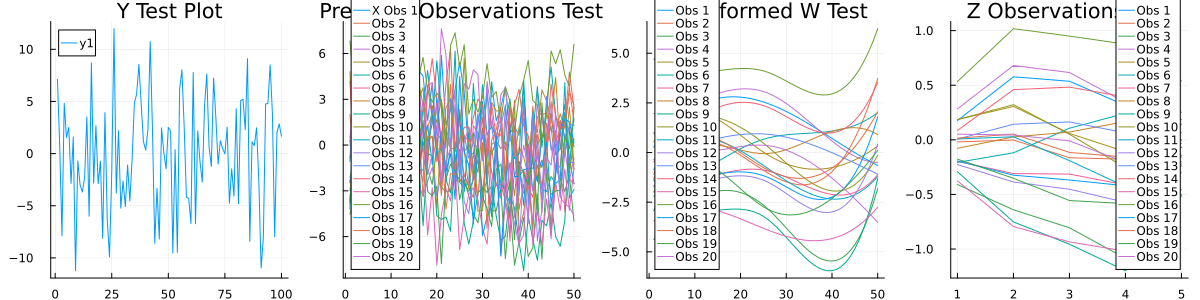 Y Test Plot
y1
10
5
0
−5
−10
0
25
50
75
100
Pre Observations Test
X Obs 1
Obs 2
Obs 3
Obs 4
Obs 5
Obs 6
Obs 7
Obs 8
Obs 9
Obs 10
Obs 11
Obs 12
Obs 13
Obs 14
Obs 15
Obs 16
Obs 17
Obs 18
Obs 19
Obs 20
6
3
0
−3
−6
0
10
20
30
40
50
formed W Test
Obs 1
Obs 2
Obs 3
Obs 4
Obs 5
Obs 6
Obs 7
Obs 8
Obs 9
Obs 10
Obs 11
Obs 12
Obs 13
Obs 14
Obs 15
Obs 16
Obs 17
Obs 18
Obs 19
Obs 20
5.0
2.5
0.0
−2.5
−5.0
0
10
20
30
40
50
Z Observations
Obs 1
Obs 2
Obs 3
Obs 4
Obs 5
Obs 6
Obs 7
Obs 8
Obs 9
Obs 10
Obs 11
Obs 12
Obs 13
Obs 14
Obs 15
Obs 16
Obs 17
Obs 18
Obs 19
Obs 20
1.0
0.5
0.0
−0.5
−1.0
1
2
3
4
5